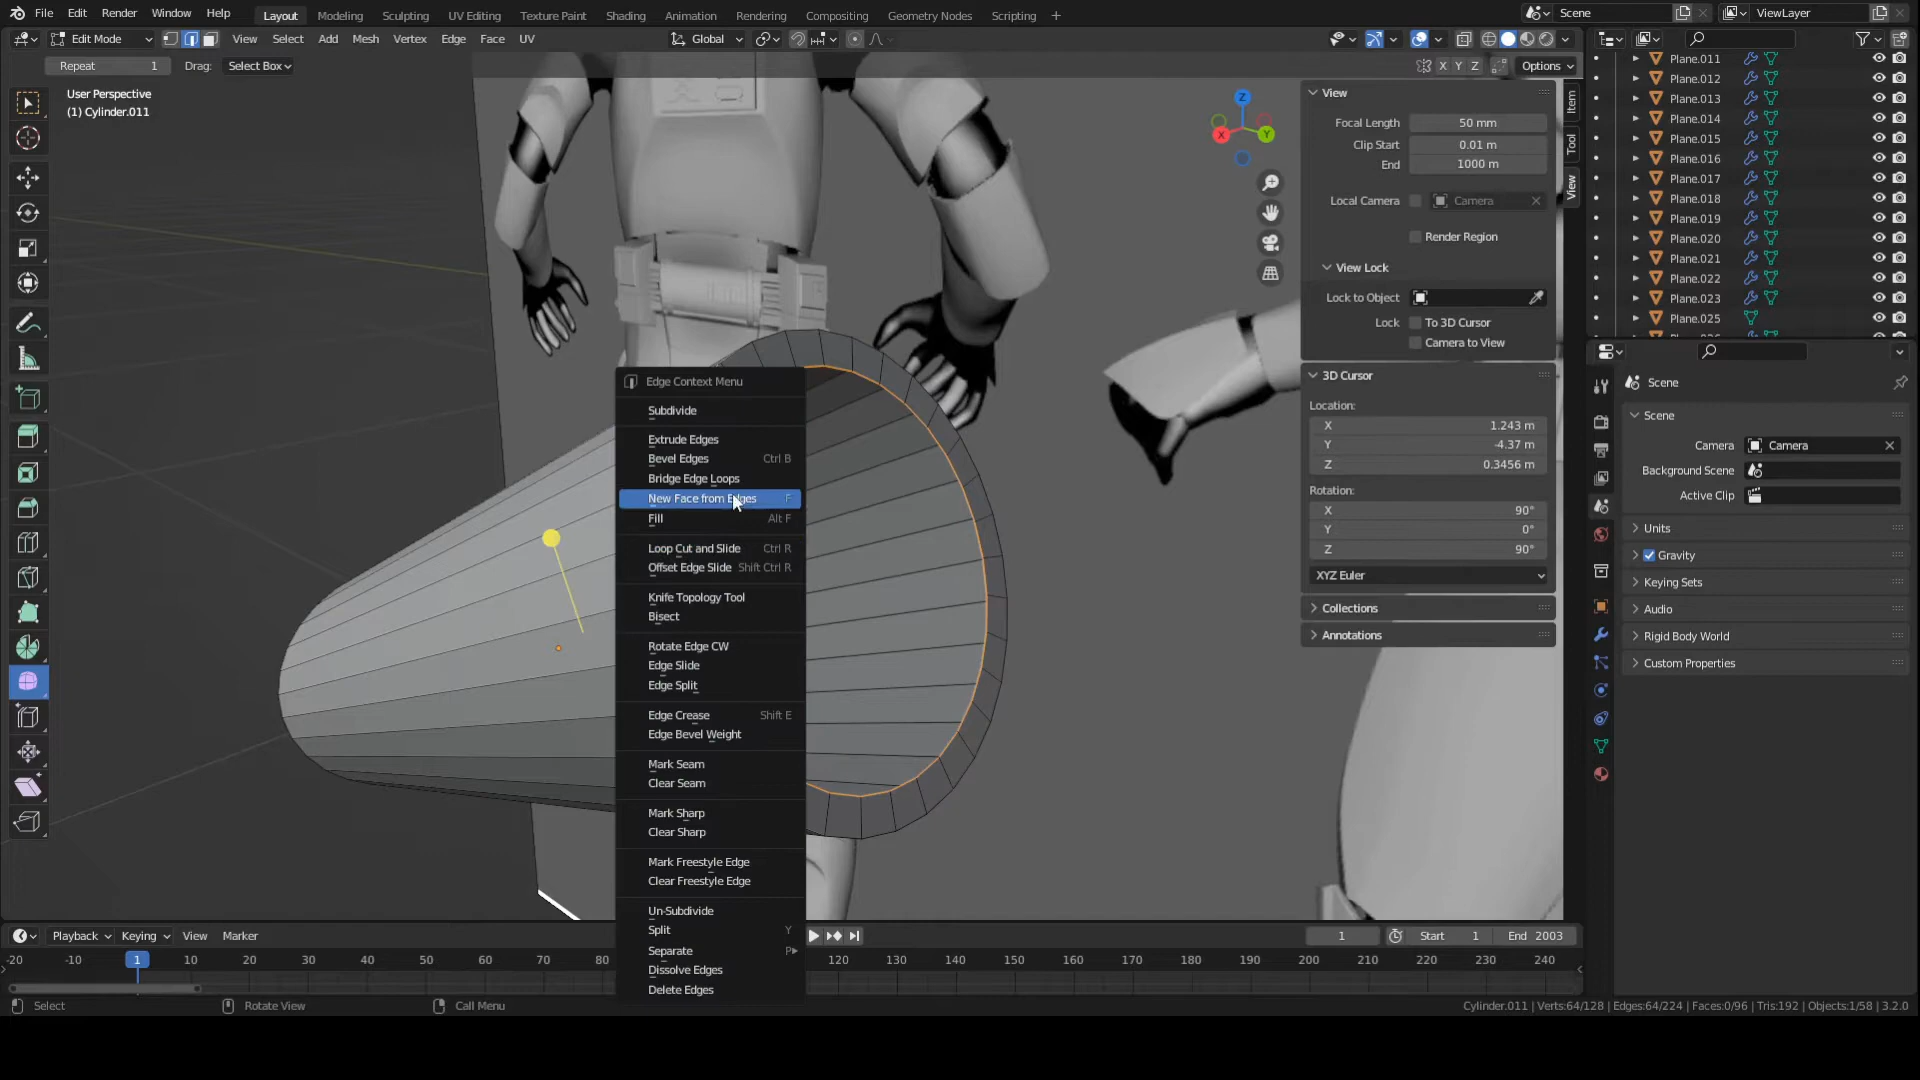 File Edit Render Window Help Layout Modeling Sculpting UV Editing Texture Paint Shading Animation Rendering Compositing Geometry Nodes Scripting + Scene ViewLayer
Edit Mode View Select Add Mesh Vertex Edge Face UV Global
Repeat 1 Drag: Select Box X Y Z Options
User Perspective
(1) Cylinder.011
Z
X Y
View
Focal Length 50 mm
Clip Start 0.01 m
End 1000 m
Local Camera Camera
Render Region
View Lock
Lock to Object
Lock To 3D Cursor
Camera to View
3D Cursor
Location:
X 1.243 m
Y -4.37 m
Z 0.3456 m
Rotation:
X 90°
Y 0°
Z 90°
XYZ Euler
Collections
Annotations
Item
Tool
View
Plane.011
Plane.012
Plane.013
Plane.014
Plane.015
Plane.016
Plane.017
Plane.018
Plane.019
Plane.020
Plane.021
Plane.022
Plane.023
Plane.025
Scene
Scene
Camera Camera
Background Scene
Active Clip
Units
Gravity
Keying Sets
Audio
Rigid Body World
Custom Properties
Edge Context Menu
Subdivide
Extrude Edges
Bevel Edges Ctrl B
Bridge Edge Loops
New Face from Edges F
Fill Alt F
Loop Cut and Slide Ctrl R
Offset Edge Slide Shift Ctrl R
Knife Topology Tool
Bisect
Rotate Edge CW
Edge Slide
Edge Split
Edge Crease Shift E
Edge Bevel Weight
Mark Seam
Clear Seam
Mark Sharp
Clear Sharp
Mark Freestyle Edge
Clear Freestyle Edge
Un-Subdivide
Split Y
Separate P
Dissolve Edges
Delete Edges
Playback Keying View Marker 1 Start 1 End 2003
-20 -10 1 10 20 30 40 50 60 70 80 120 130 140 150 160 170 180 190 200 210 220 230 240
Select Rotate View Call Menu Cylinder.011 | Verts:64/128 | Edges:64/224 | Faces:0/96 | Tris:192 | Objects:1/58 | 3.2.0